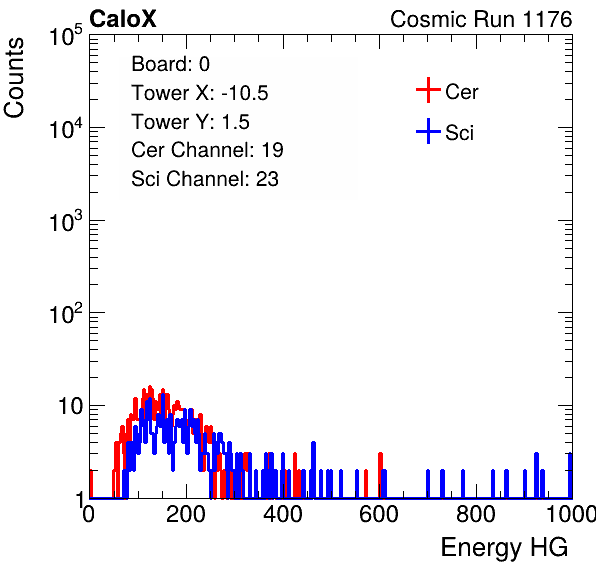 CaloX Cosmic Run 1176
Board: 0
Tower X: -10.5
Tower Y: 1.5
Cer Channel: 19
Sci Channel: 23
Cer
Sci
Counts
10^5
10^4
10^3
10^2
10
1
0 200 400 600 800 1000
Energy HG